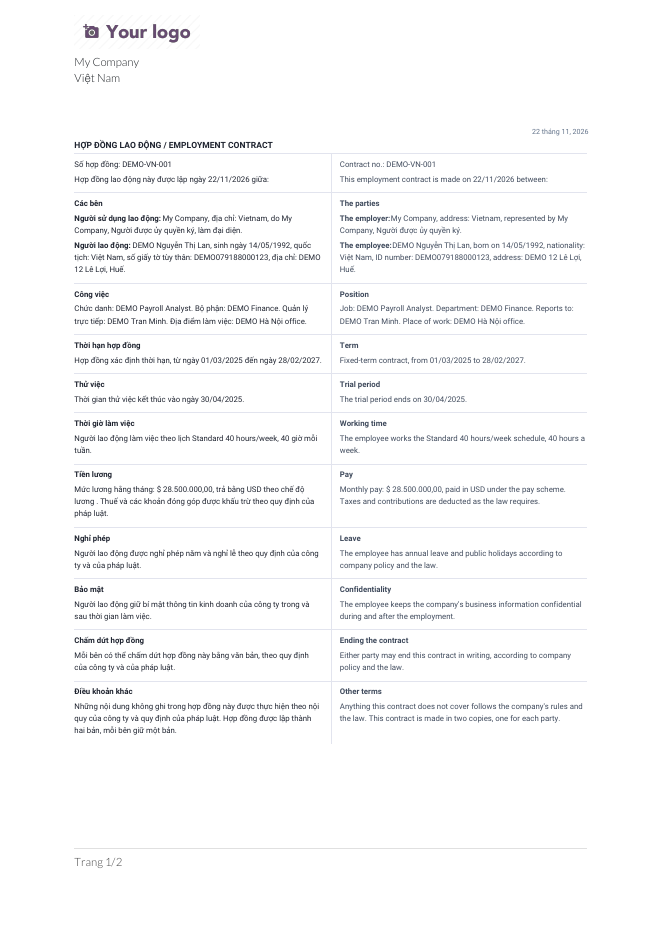 Your logo
My Company
Việt Nam
22 tháng 11, 2026
HỢP ĐỒNG LAO ĐỘNG / EMPLOYMENT CONTRACT
Số hợp đồng: DEMO-VN-001
Hợp đồng lao động này được lập ngày 22/11/2026 giữa:
Contract no.: DEMO-VN-001
This employment contract is made on 22/11/2026 between:
Các bên
Người sử dụng lao động: My Company, địa chỉ: Vietnam, do My
Company, Người được ủy quyền ký, làm đại diện.
Người lao động: DEMO Nguyễn Thị Lan, sinh ngày 14/05/1992, quốc
tịch: Việt Nam, số giấy tờ tùy thân: DEMO079188000123, địa chỉ: DEMO
12 Lê Lợi, Huế.
The parties
The employer:My Company, address: Vietnam, represented by My
Company, Người được ủy quyền ký.
The employee:DEMO Nguyễn Thị Lan, born on 14/05/1992, nationality:
Việt Nam, ID number: DEMO079188000123, address: DEMO 12 Lê Lợi,
Huế.
Công việc
Chức danh: DEMO Payroll Analyst. Bộ phận: DEMO Finance. Quản lý
trực tiếp: DEMO Tran Minh. Địa điểm làm việc: DEMO Hà Nội office.
Position
Job: DEMO Payroll Analyst. Department: DEMO Finance. Reports to:
DEMO Tran Minh. Place of work: DEMO Hà Nội office.
Thời hạn hợp đồng
Hợp đồng xác định thời hạn, từ ngày 01/03/2025 đến ngày 28/02/2027.
Term
Fixed-term contract, from 01/03/2025 to 28/02/2027.
Thử việc
Thời gian thử việc kết thúc vào ngày 30/04/2025.
Trial period
The trial period ends on 30/04/2025.
Thời giờ làm việc
Người lao động làm việc theo lịch Standard 40 hours/week, 40 giờ mỗi
tuần.
Working time
The employee works the Standard 40 hours/week schedule, 40 hours a
week.
Tiền lương
Mức lương hằng tháng: $ 28.500.000,00, trả bằng USD theo chế độ
lương . Thuế và các khoản đóng góp được khấu trừ theo quy định của
pháp luật.
Pay
Monthly pay: $ 28.500.000,00, paid in USD under the pay scheme.
Taxes and contributions are deducted as the law requires.
Nghỉ phép
Người lao động được nghỉ phép năm và nghỉ lễ theo quy định của công
ty và của pháp luật.
Leave
The employee has annual leave and public holidays according to
company policy and the law.
Bảo mật
Người lao động giữ bí mật thông tin kinh doanh của công ty trong và
sau thời gian làm việc.
Confidentiality
The employee keeps the company's business information confidential
during and after the employment.
Chấm dứt hợp đồng
Mỗi bên có thể chấm dứt hợp đồng này bằng văn bản, theo quy định
của công ty và của pháp luật.
Ending the contract
Either party may end this contract in writing, according to company
policy and the law.
Điều khoản khác
Những nội dung không ghi trong hợp đồng này được thực hiện theo nội
quy của công ty và quy định của pháp luật. Hợp đồng được lập thành
hai bản, mỗi bên giữ một bản.
Other terms
Anything this contract does not cover follows the company's rules and
the law. This contract is made in two copies, one for each party.
Trang 1/2